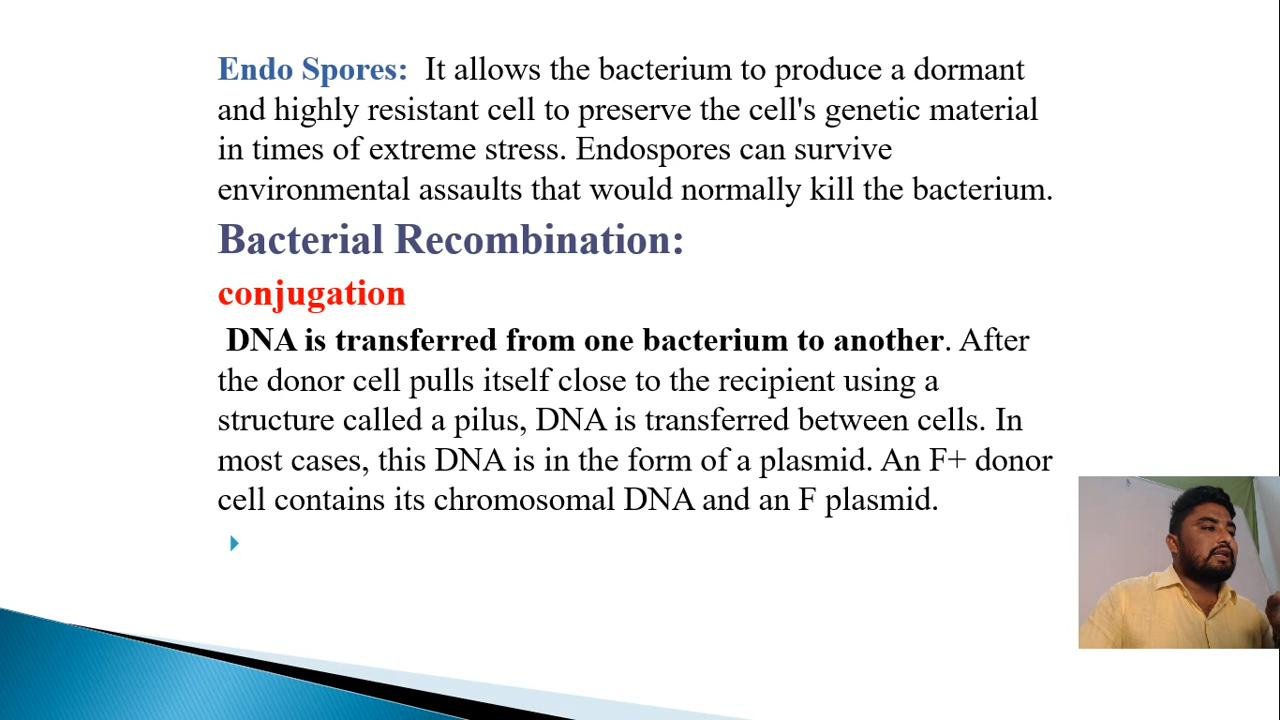 Endo Spores: It allows the bacterium to produce a dormant
and highly resistant cell to preserve the cell's genetic material
in times of extreme stress. Endospores can survive
environmental assaults that would normally kill the bacterium.
Bacterial Recombination:
conjugation
DNA is transferred from one bacterium to another. After
the donor cell pulls itself close to the recipient using a
structure called a pilus, DNA is transferred between cells. In
most cases, this DNA is in the form of a plasmid. An F+ donor
cell contains its chromosomal DNA and an F plasmid.